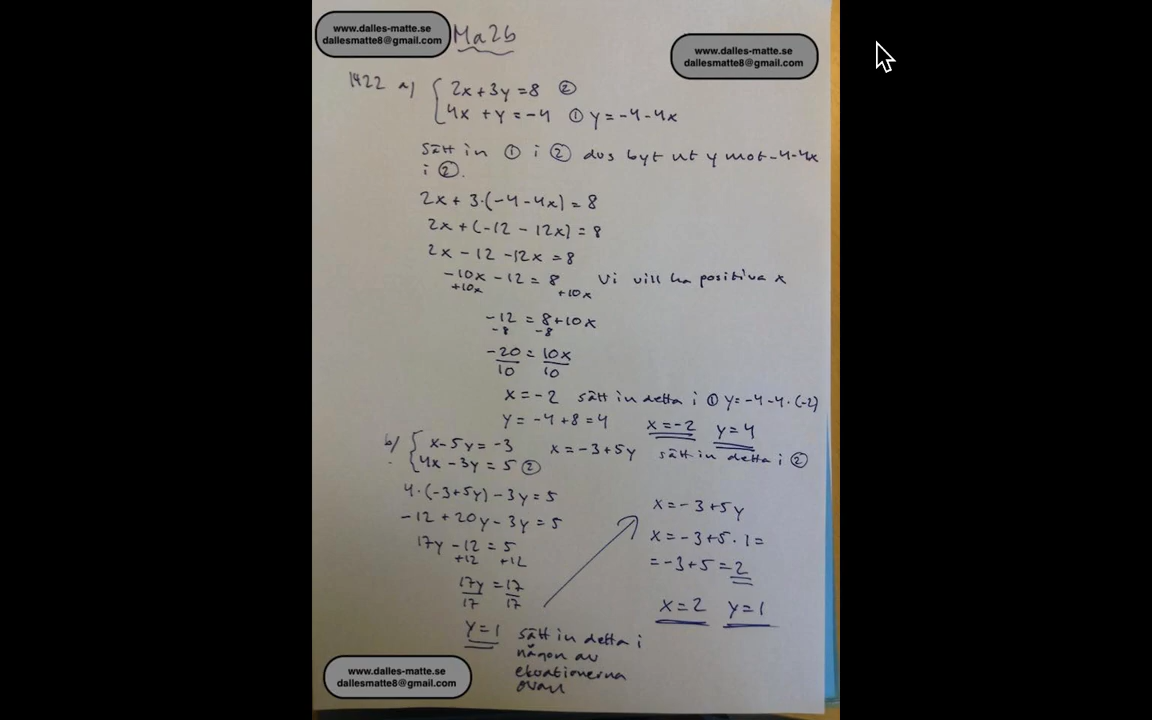 www.dalles-matte.se
dallesmatte8@gmail.com
Ma2b
www.dalles-matte.se
dallesmatte8@gmail.com
1422 a) { 2x+3y=8 ②
4x+y=-4 ① y=-4-4x
Sätt in ① i ② dvs byt ut y mot -4-4x
i ②.
2x+3·(-4-4x)=8
2x+(-12-12x)=8
2x-12-12x=8
-10x-12=8 Vi vill ha positiva x
+10x +10x
-12=8+10x
-8 -8
-20/10 = 10x/10
x=-2 sätt in detta i ① y=-4-4·(-2)
y=-4+8=4 x=-2 y=4
b) { x-5y=-3 x=-3+5y sätt in detta i ②
4x-3y=5 ②
4·(-3+5y)-3y=5
-12+20y-3y=5
17y-12=5
+12 +12
17y/17 = 17/17
y=1 sätt in detta i
någon av
ekvationerna
ovan
x=-3+5y
x=-3+5·1=
=-3+5=2
x=2 y=1
www.dalles-matte.se
dallesmatte8@gmail.com